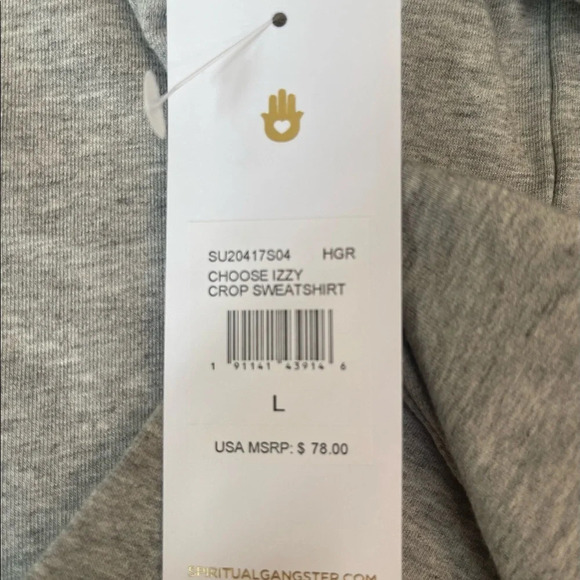 SU20417S04 HGR
CHOOSE IZZY
CROP SWEATSHIRT
1 91141 43914 6
L
USA MSRP: $ 78.00
SPIRITUALGANGSTER.COM